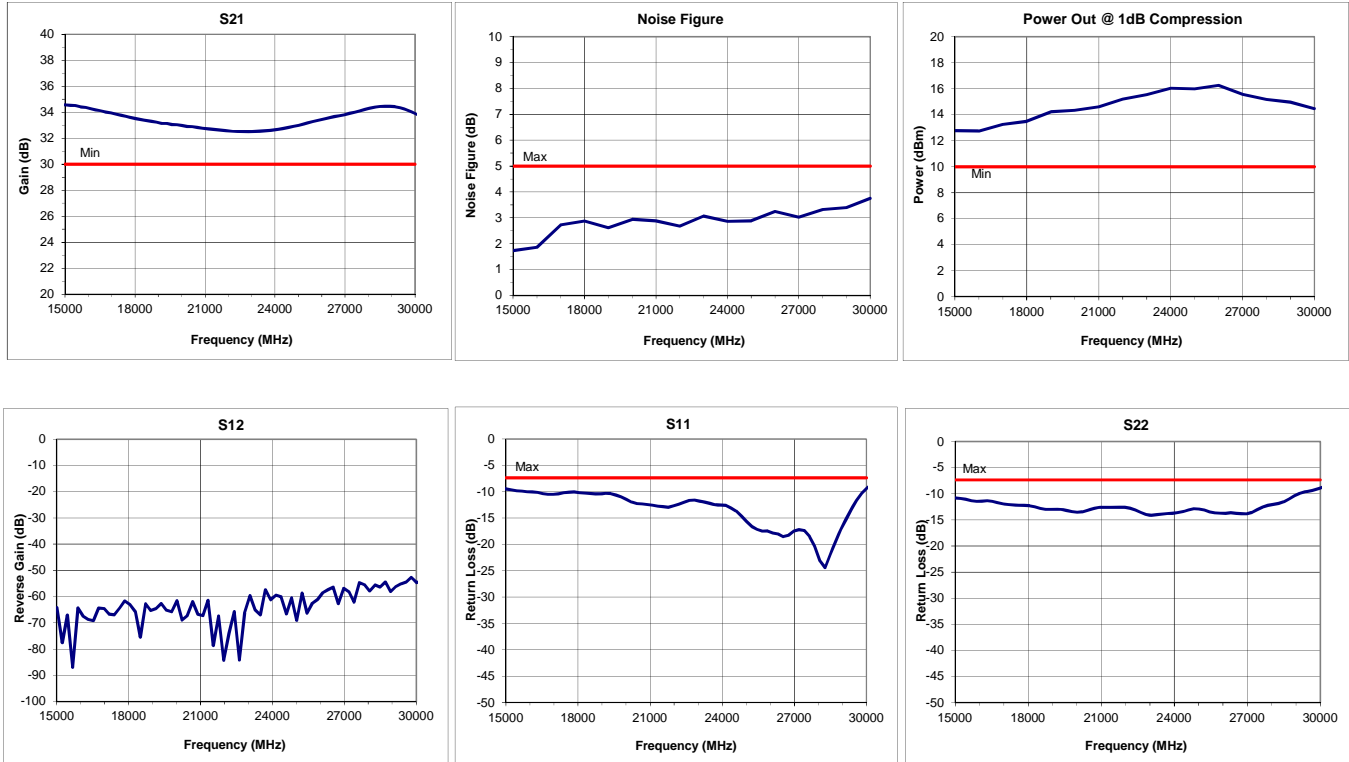 S21
40
38
36
34
32
30
28
26
24
22
20
Gain (dB)
Min
15000 18000 21000 24000 27000 30000
Frequency (MHz)
Noise Figure
10
9
8
7
6
5
4
3
2
1
0
Noise Figure (dB)
Max
15000 18000 21000 24000 27000 30000
Frequency (MHz)
Power Out @ 1dB Compression
20
18
16
14
12
10
8
6
4
2
0
Power (dBm)
Min
15000 18000 21000 24000 27000 30000
Frequency (MHz)
S12
0
-10
-20
-30
-40
-50
-60
-70
-80
-90
-100
Reverse Gain (dB)
15000 18000 21000 24000 27000 30000
Frequency (MHz)
S11
0
-5
-10
-15
-20
-25
-30
-35
-40
-45
-50
Return Loss (dB)
Max
15000 18000 21000 24000 27000 30000
Frequency (MHz)
S22
0
-5
-10
-15
-20
-25
-30
-35
-40
-45
-50
Return Loss (dB)
Max
15000 18000 21000 24000 27000 30000
Frequency (MHz)